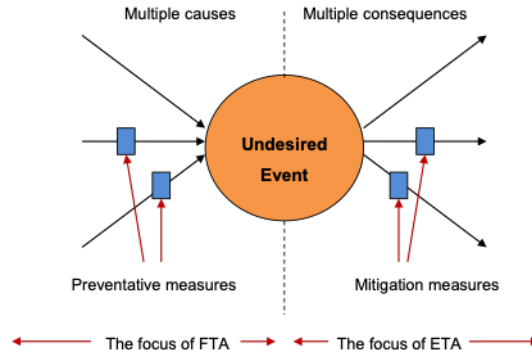 Multiple causes
Multiple consequences
Undesired
Event
Preventative measures
Mitigation measures
The focus of FTA
The focus of ETA